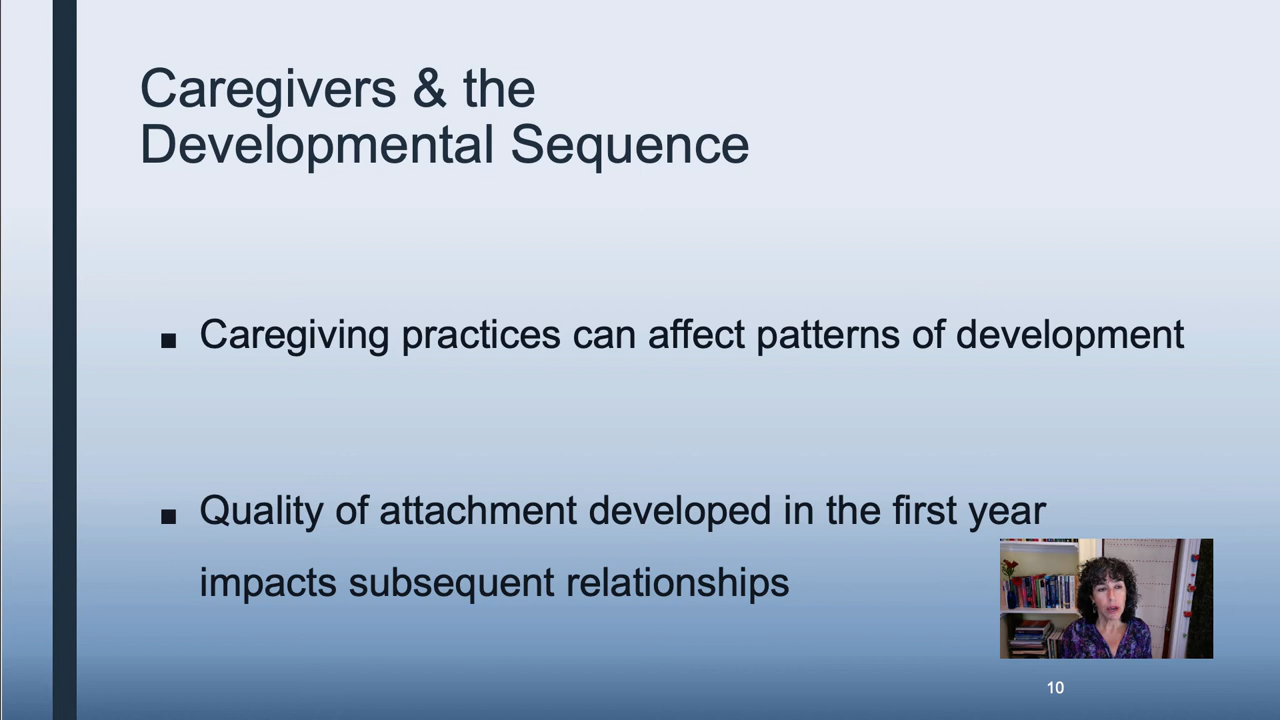 Caregivers & the
Developmental Sequence
■ Caregiving practices can affect patterns of development
■ Quality of attachment developed in the first year
impacts subsequent relationships
10